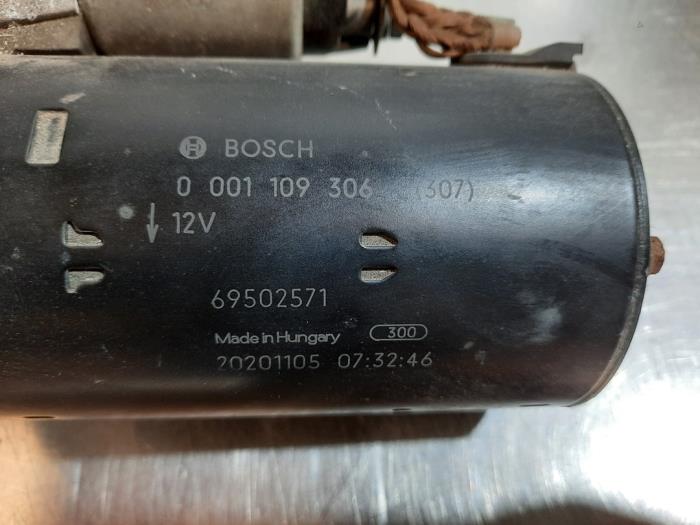 BOSCH
0 001 109 306 (307)
12V
69502571
Made in Hungary 300
20201105 07:32:46